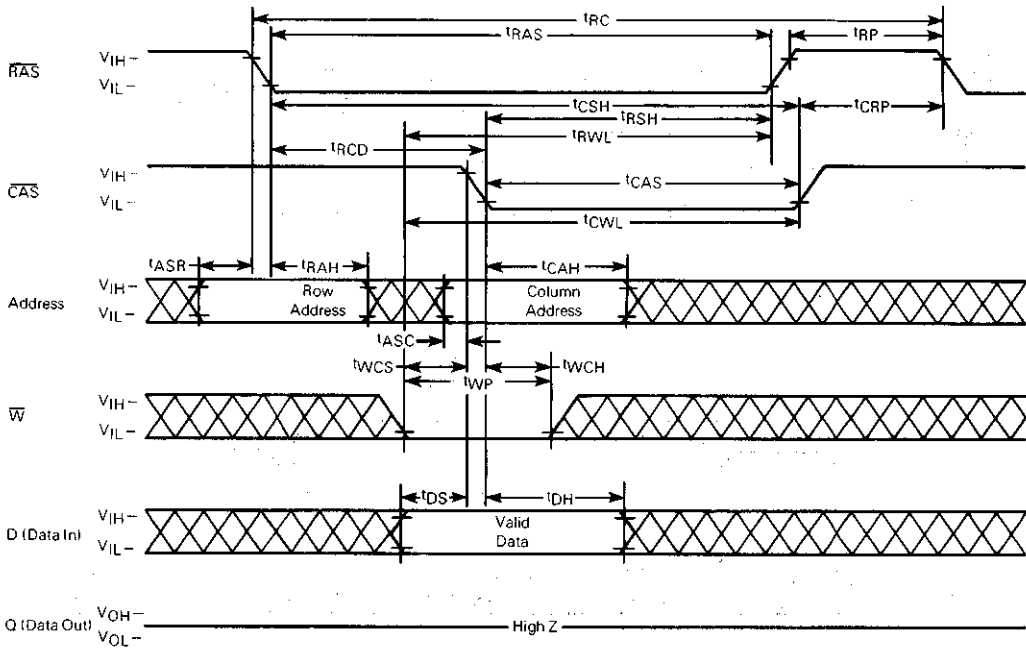 tRC
tRAS
tRP
RAS
VIH
VIL
tCSH
tCRP
tRSH
tRWL
tRCD
CAS
VIH
VIL
tCAS
tCWL
tASR
tRAH
tCAH
Address
VIH
VIL
Row
Address
Column
Address
tASC
tWCS
tWCH
tWP
W
VIH
VIL
tDS
tDH
D (Data In)
VIH
VIL
Valid
Data
Q (Data Out)
VOH
VOL
High Z